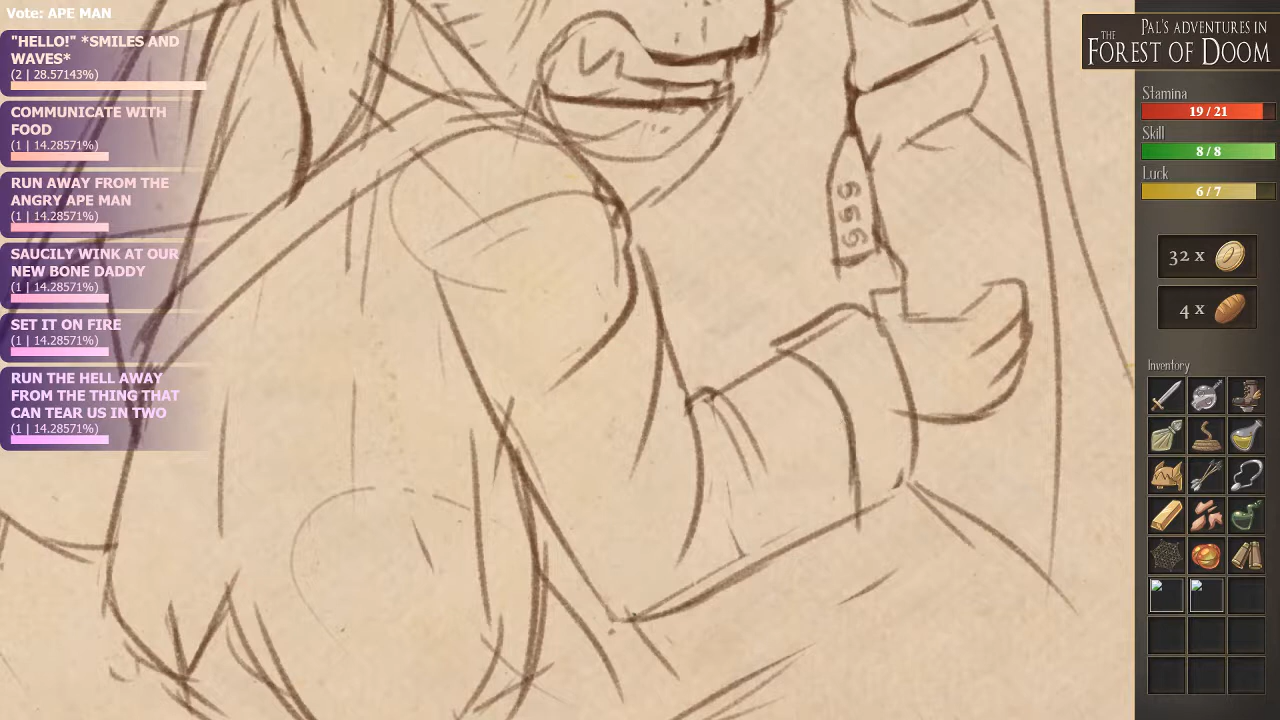 Vote: APE MAN
"HELLO!" *SMILES AND
WAVES*
(2 | 28.57143%)
COMMUNICATE WITH
FOOD
(1 | 14.28571%)
RUN AWAY FROM THE
ANGRY APE MAN
(1 | 14.28571%)
SAUCILY WINK AT OUR
NEW BONE DADDY
(1 | 14.28571%)
SET IT ON FIRE
(1 | 14.28571%)
RUN THE HELL AWAY
FROM THE THING THAT
CAN TEAR US IN TWO
(1 | 14.28571%)
666
PAL'S ADVENTURES IN
THE FOREST OF DOOM
Stamina
19 / 21
Skill
8 / 8
Luck
6 / 7
32 x
4 x
Inventory